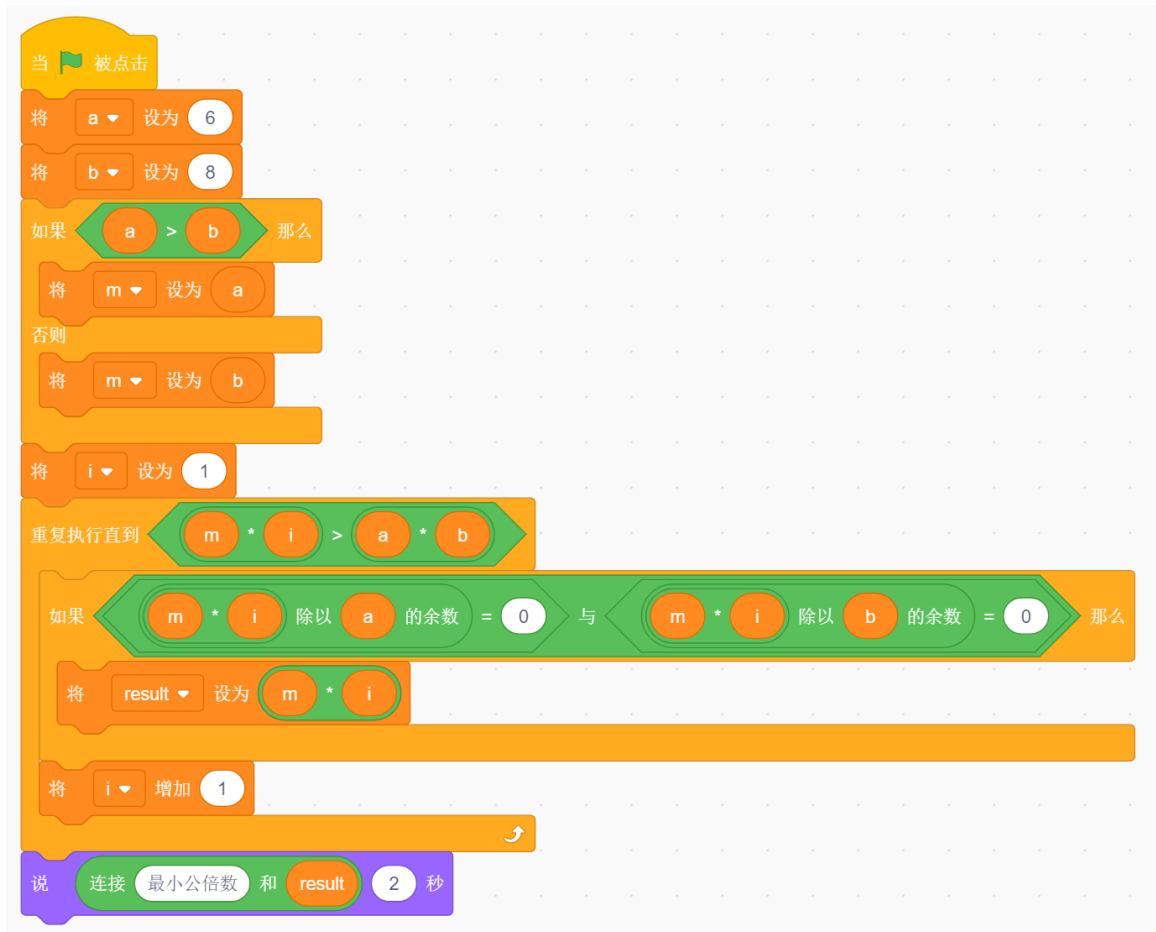 当 被点击
将 a 设为 6
将 b 设为 8
如果 a > b 那么
将 m 设为 a
否则
将 m 设为 b
将 i 设为 1
重复执行直到 m * i > a * b
如果 m * i 除以 a 的余数 = 0 与 m * i 除以 b 的余数 = 0 那么
将 result 设为 m * i
将 i 增加 1
说 连接 最小公倍数 和 result 2 秒